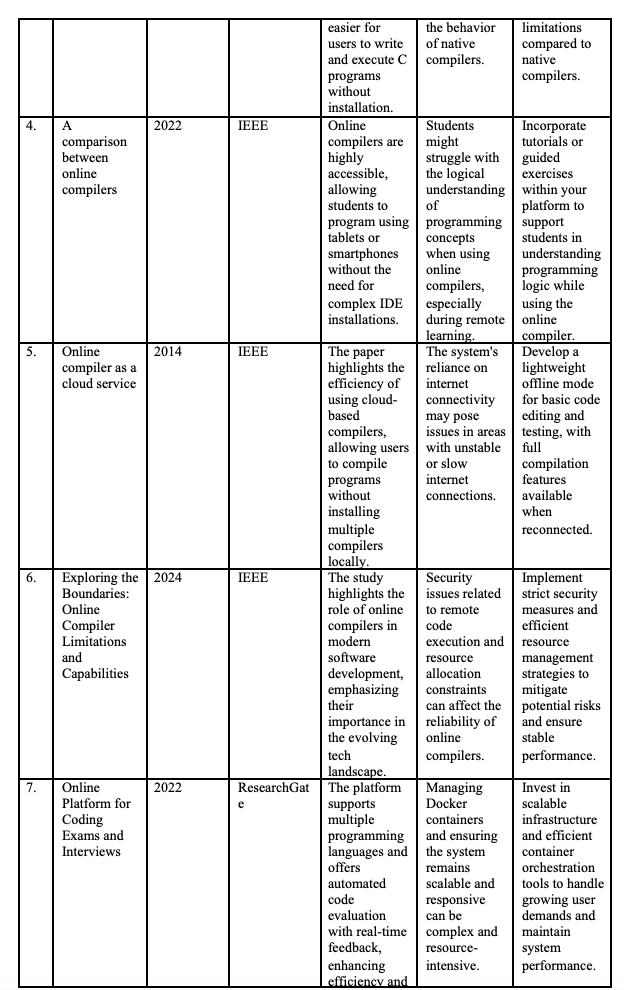 easier for
users to write
and execute C
programs
without
installation.
the behavior
of native
compilers.
limitations
compared to
native
compilers.
4.
A
comparison
between
online
compilers
2022
IEEE
Online
compilers are
highly
accessible,
allowing
students to
program using
tablets or
smartphones
without the
need for
complex IDE
installations.
Students
might
struggle with
the logical
understanding
of
programming
concepts
when using
online
compilers,
especially
during remote
learning.
Incorporate
tutorials or
guided
exercises
within your
platform to
support
students in
understanding
programming
logic while
using the
online
compiler.
5.
Online
compiler as a
cloud service
2014
IEEE
The paper
highlights the
efficiency of
using cloud-
based
compilers,
allowing users
to compile
programs
without
installing
multiple
compilers
locally.
The system's
reliance on
internet
connectivity
may pose
issues in areas
with unstable
or slow
internet
connections.
Develop a
lightweight
offline mode
for basic code
editing and
testing, with
full
compilation
features
available
when
reconnected.
6.
Exploring the
Boundaries:
Online
Compiler
Limitations
and
Capabilities
2024
IEEE
The study
highlights the
role of online
compilers in
modern
software
development,
emphasizing
their
importance in
the evolving
tech
landscape.
Security
issues related
to remote
code
execution and
resource
allocation
constraints
can affect the
reliability of
online
compilers.
Implement
strict security
measures and
efficient
resource
management
strategies to
mitigate
potential risks
and ensure
stable
performance.
7.
Online
Platform for
Coding
Exams and
Interviews
2022
ResearchGat
e
The platform
supports
multiple
programming
languages and
offers
automated
code
evaluation
with real-time
feedback,
enhancing
efficiency and
Managing
Docker
containers
and ensuring
the system
remains
scalable and
responsive
can be
complex and
resource-
intensive.
Invest in
scalable
infrastructure
and efficient
container
orchestration
tools to handle
growing user
demands and
maintain
system
performance.